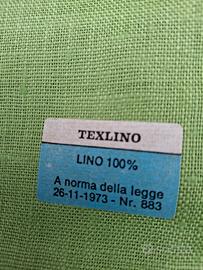 TEXLINO
LINO 100%
A norma della legge
26-11-1973 - Nr. 883